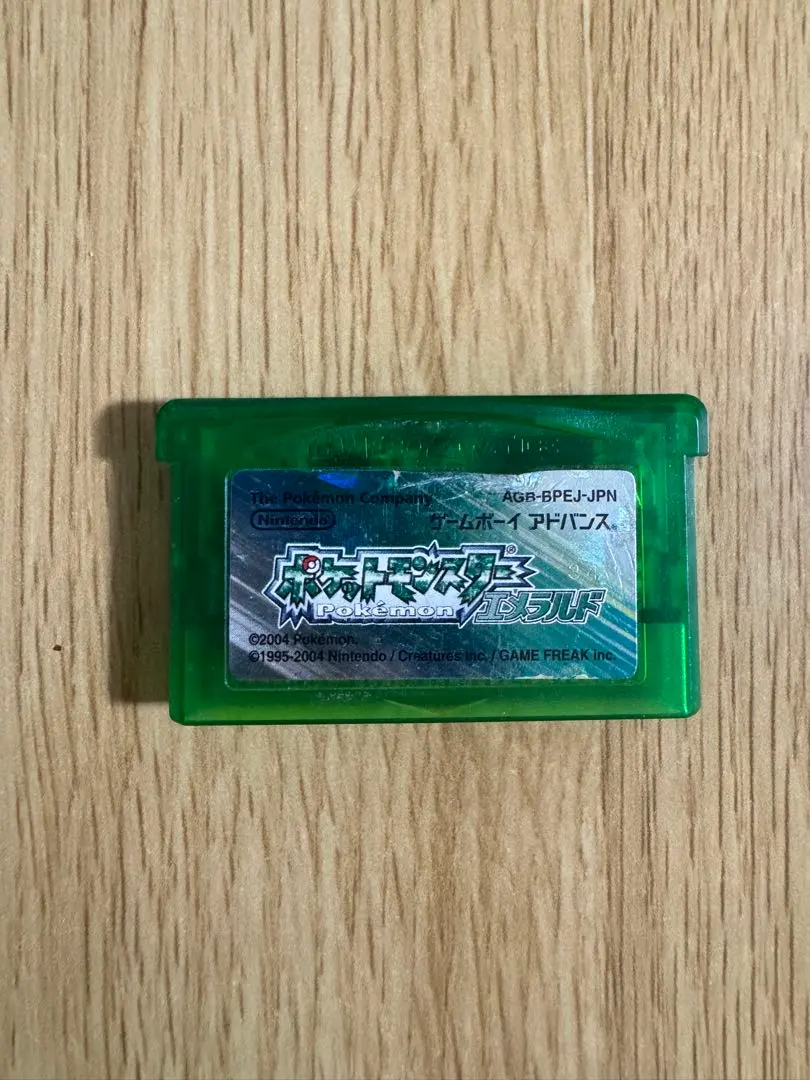 The Pokémon Company AGB-BPEJ-JPN
Nintendo ゲームボーイ アドバンス®
ポケットモンスター®
Pokémon エメラルド
©2004 Pokémon.
©1995-2004 Nintendo / Creatures inc. / GAME FREAK inc.